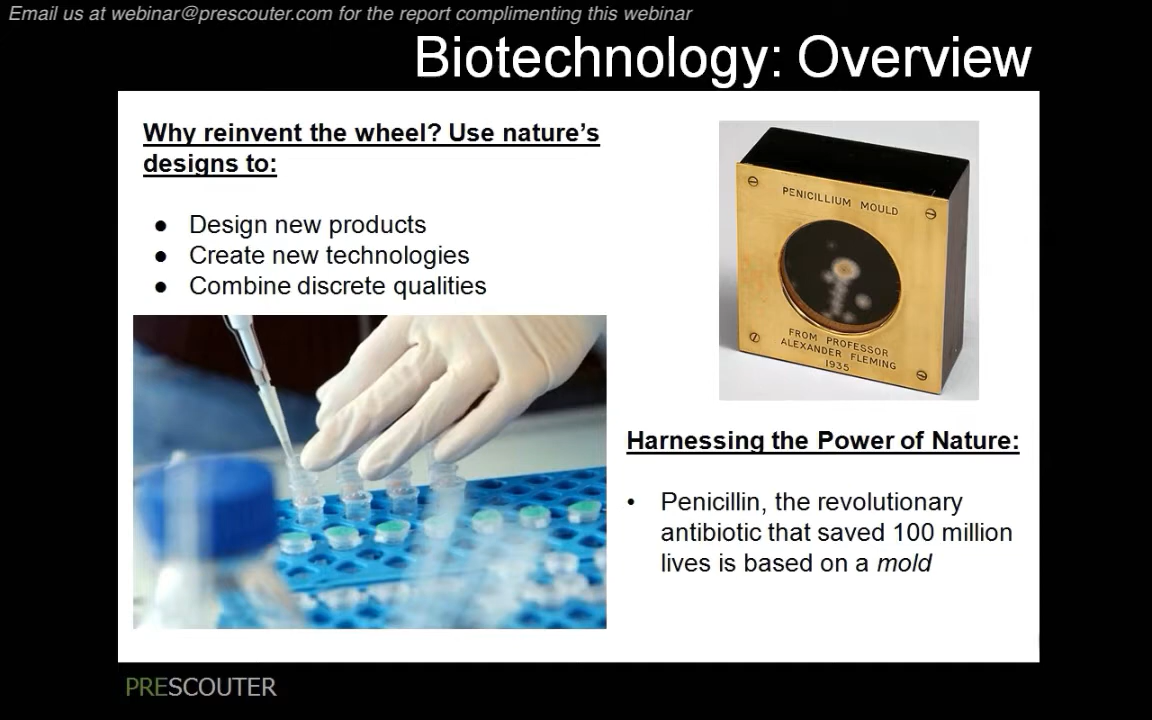 Email us at webinar@prescouter.com for the report complimenting this webinar
Biotechnology: Overview
Why reinvent the wheel? Use nature's
designs to:
● Design new products
● Create new technologies
● Combine discrete qualities
PENICILLIUM MOULD
FROM PROFESSOR
ALEXANDER FLEMING
1935
Harnessing the Power of Nature:
• Penicillin, the revolutionary
antibiotic that saved 100 million
lives is based on a mold
PRESCOUTER